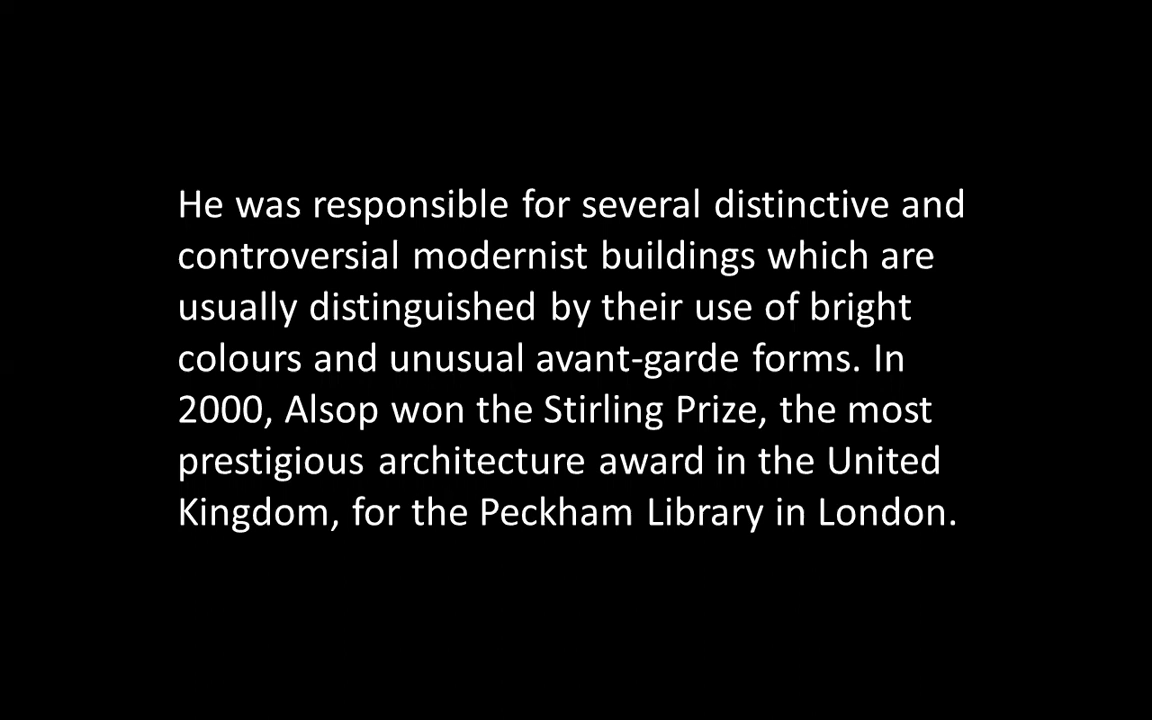 He was responsible for several distinctive and
controversial modernist buildings which are
usually distinguished by their use of bright
colours and unusual avant-garde forms. In
2000, Alsop won the Stirling Prize, the most
prestigious architecture award in the United
Kingdom, for the Peckham Library in London.